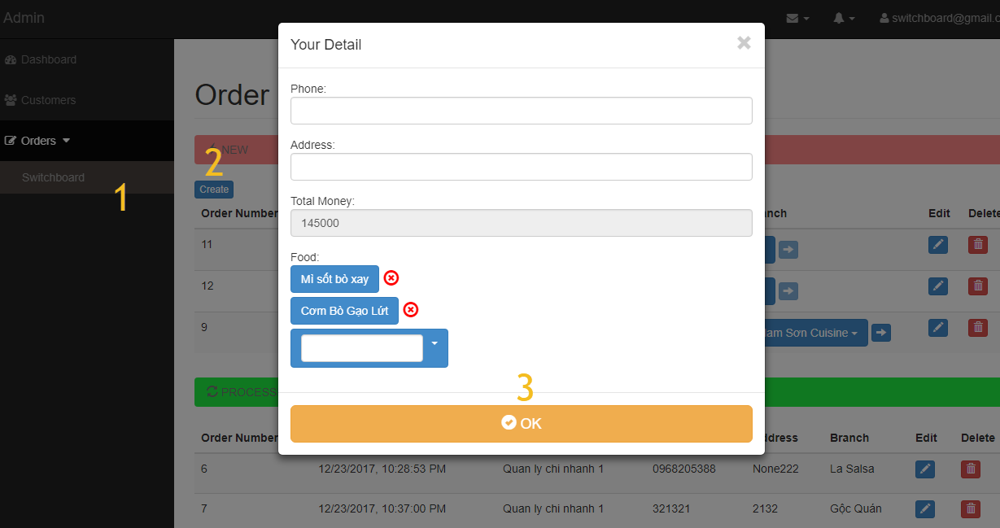 Admin
switchboard@gmail.c
Dashboard
Customers
Orders
Switchboard
1
Order
NEW
2
Create
Order Number
nch
Edit
Delete
11
12
9
am Sơn Cuisine
PROCESS
Order Number
dress
Branch
Edit
Delete
6
12/23/2017, 10:28:53 PM
Quan ly chi nhanh 1
0968205388
None222
La Salsa
7
12/23/2017, 10:37:00 PM
Quan ly chi nhanh 1
321321
2132
Gộc Quán
Your Detail
Phone:
Address:
Total Money:
145000
Food:
Mì sốt bò xay
Cơm Bò Gạo Lứt
3
OK